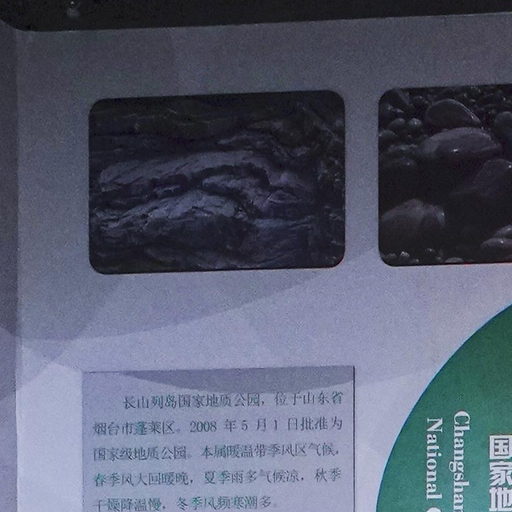 长山列岛国家地质公园，位于山东省
烟台市蓬莱区。2008 年 5 月 1 日批准为
国家级地质公园。本属暖温带季风区气候，
春季风大回暖晚，夏季雨多气候凉，秋季
干燥降温慢，冬季风频寒潮多。
Changshan
National
国家地